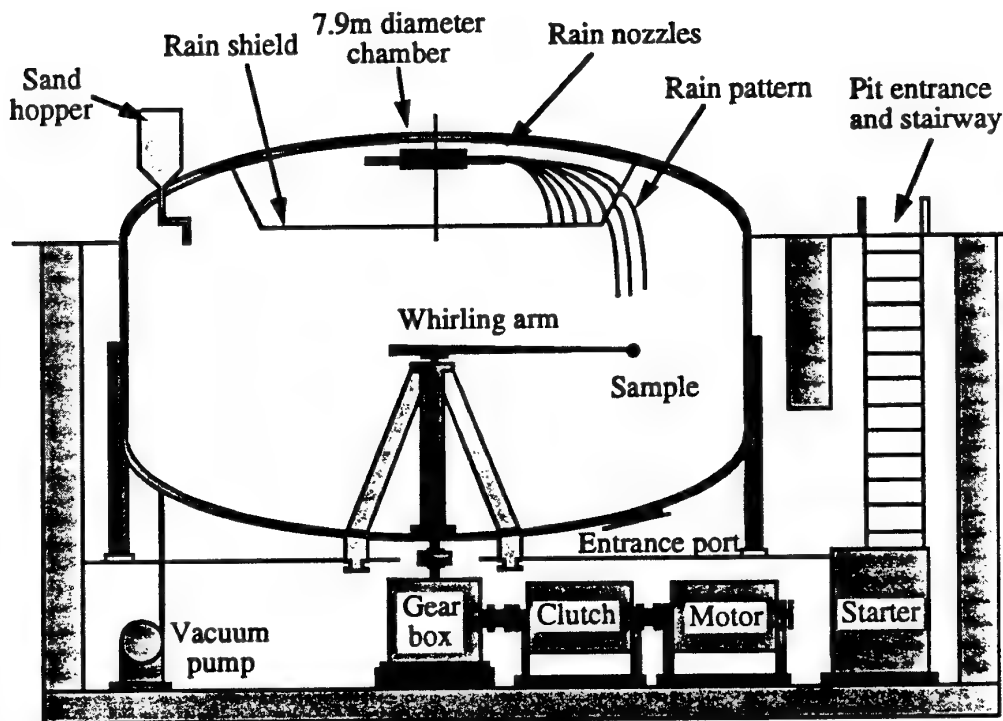 7.9m diameter
chamber
Rain shield
Rain nozzles
Sand
hopper
Rain pattern
Pit entrance
and stairway
Whirling arm
Sample
Entrance port
Gear
box
Clutch
Motor
Starter
Vacuum
pump